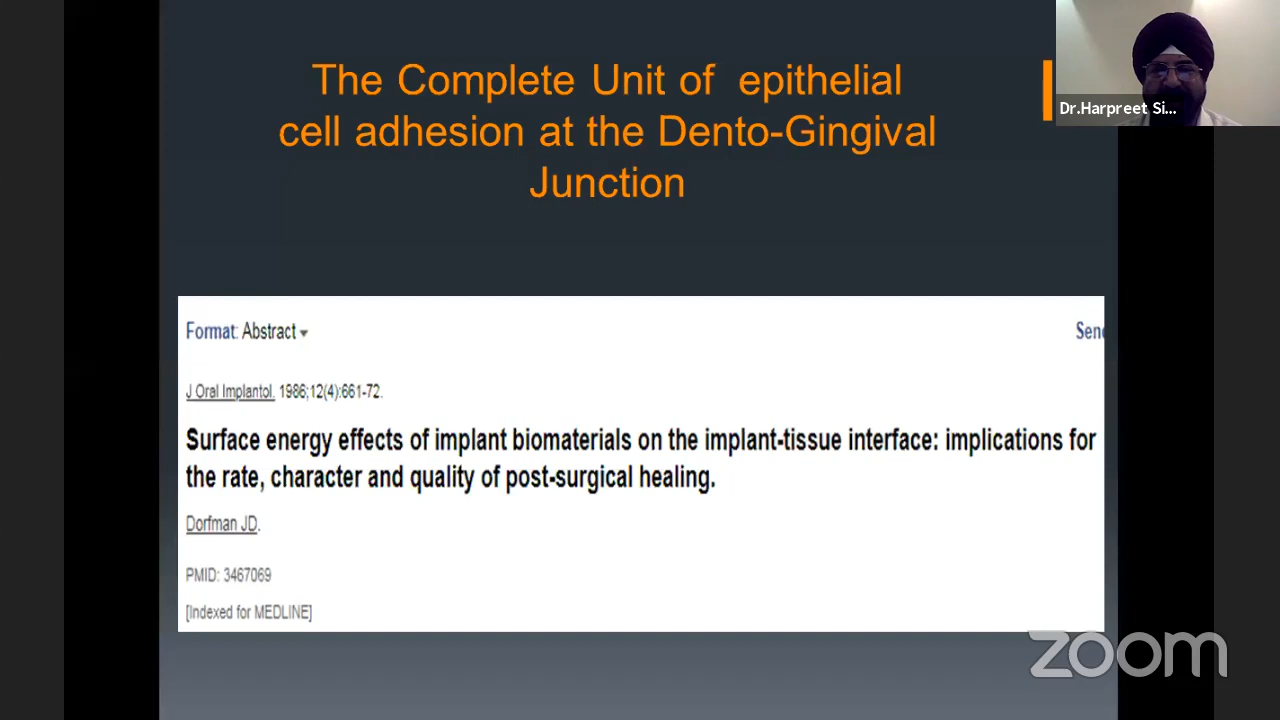 The Complete Unit of epithelial
cell adhesion at the Dento-Gingival
Junction
Dr.Harpreet Si...
Format: Abstract
J Oral Implantol. 1986;12(4):661-72.
Surface energy effects of implant biomaterials on the implant-tissue interface: implications for
the rate, character and quality of post-surgical healing.
Dorfman JD.
PMID: 3467069
[Indexed for MEDLINE]
zoom